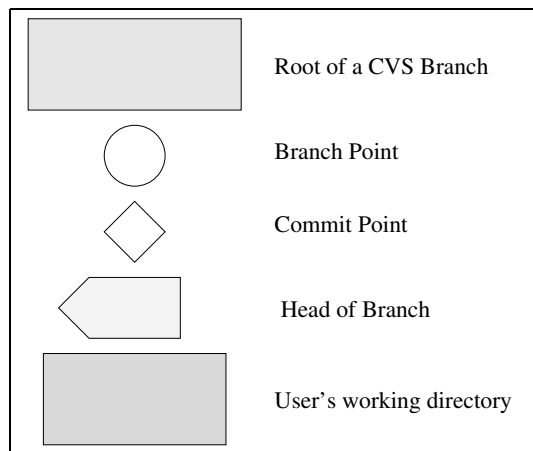 Root of a CVS Branch
Branch Point
Commit Point
Head of Branch
User’s working directory